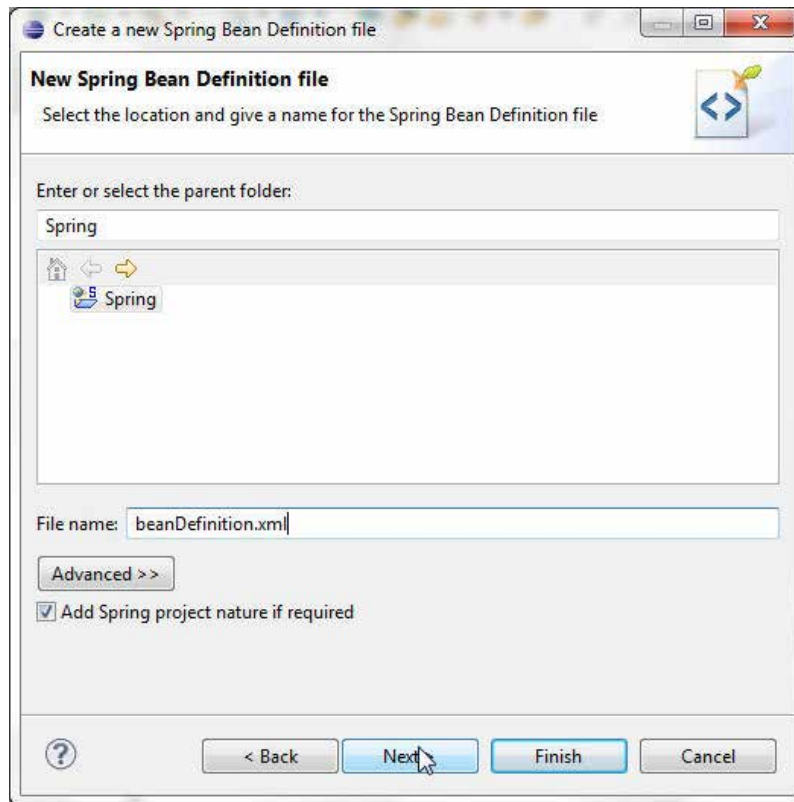 Create a new Spring Bean Definition file
New Spring Bean Definition file
Select the location and give a name for the Spring Bean Definition file
Enter or select the parent folder:
Spring
Spring
File name: beanDefinition.xml
Advanced >>
Add Spring project nature if required
< Back Next Finish Cancel